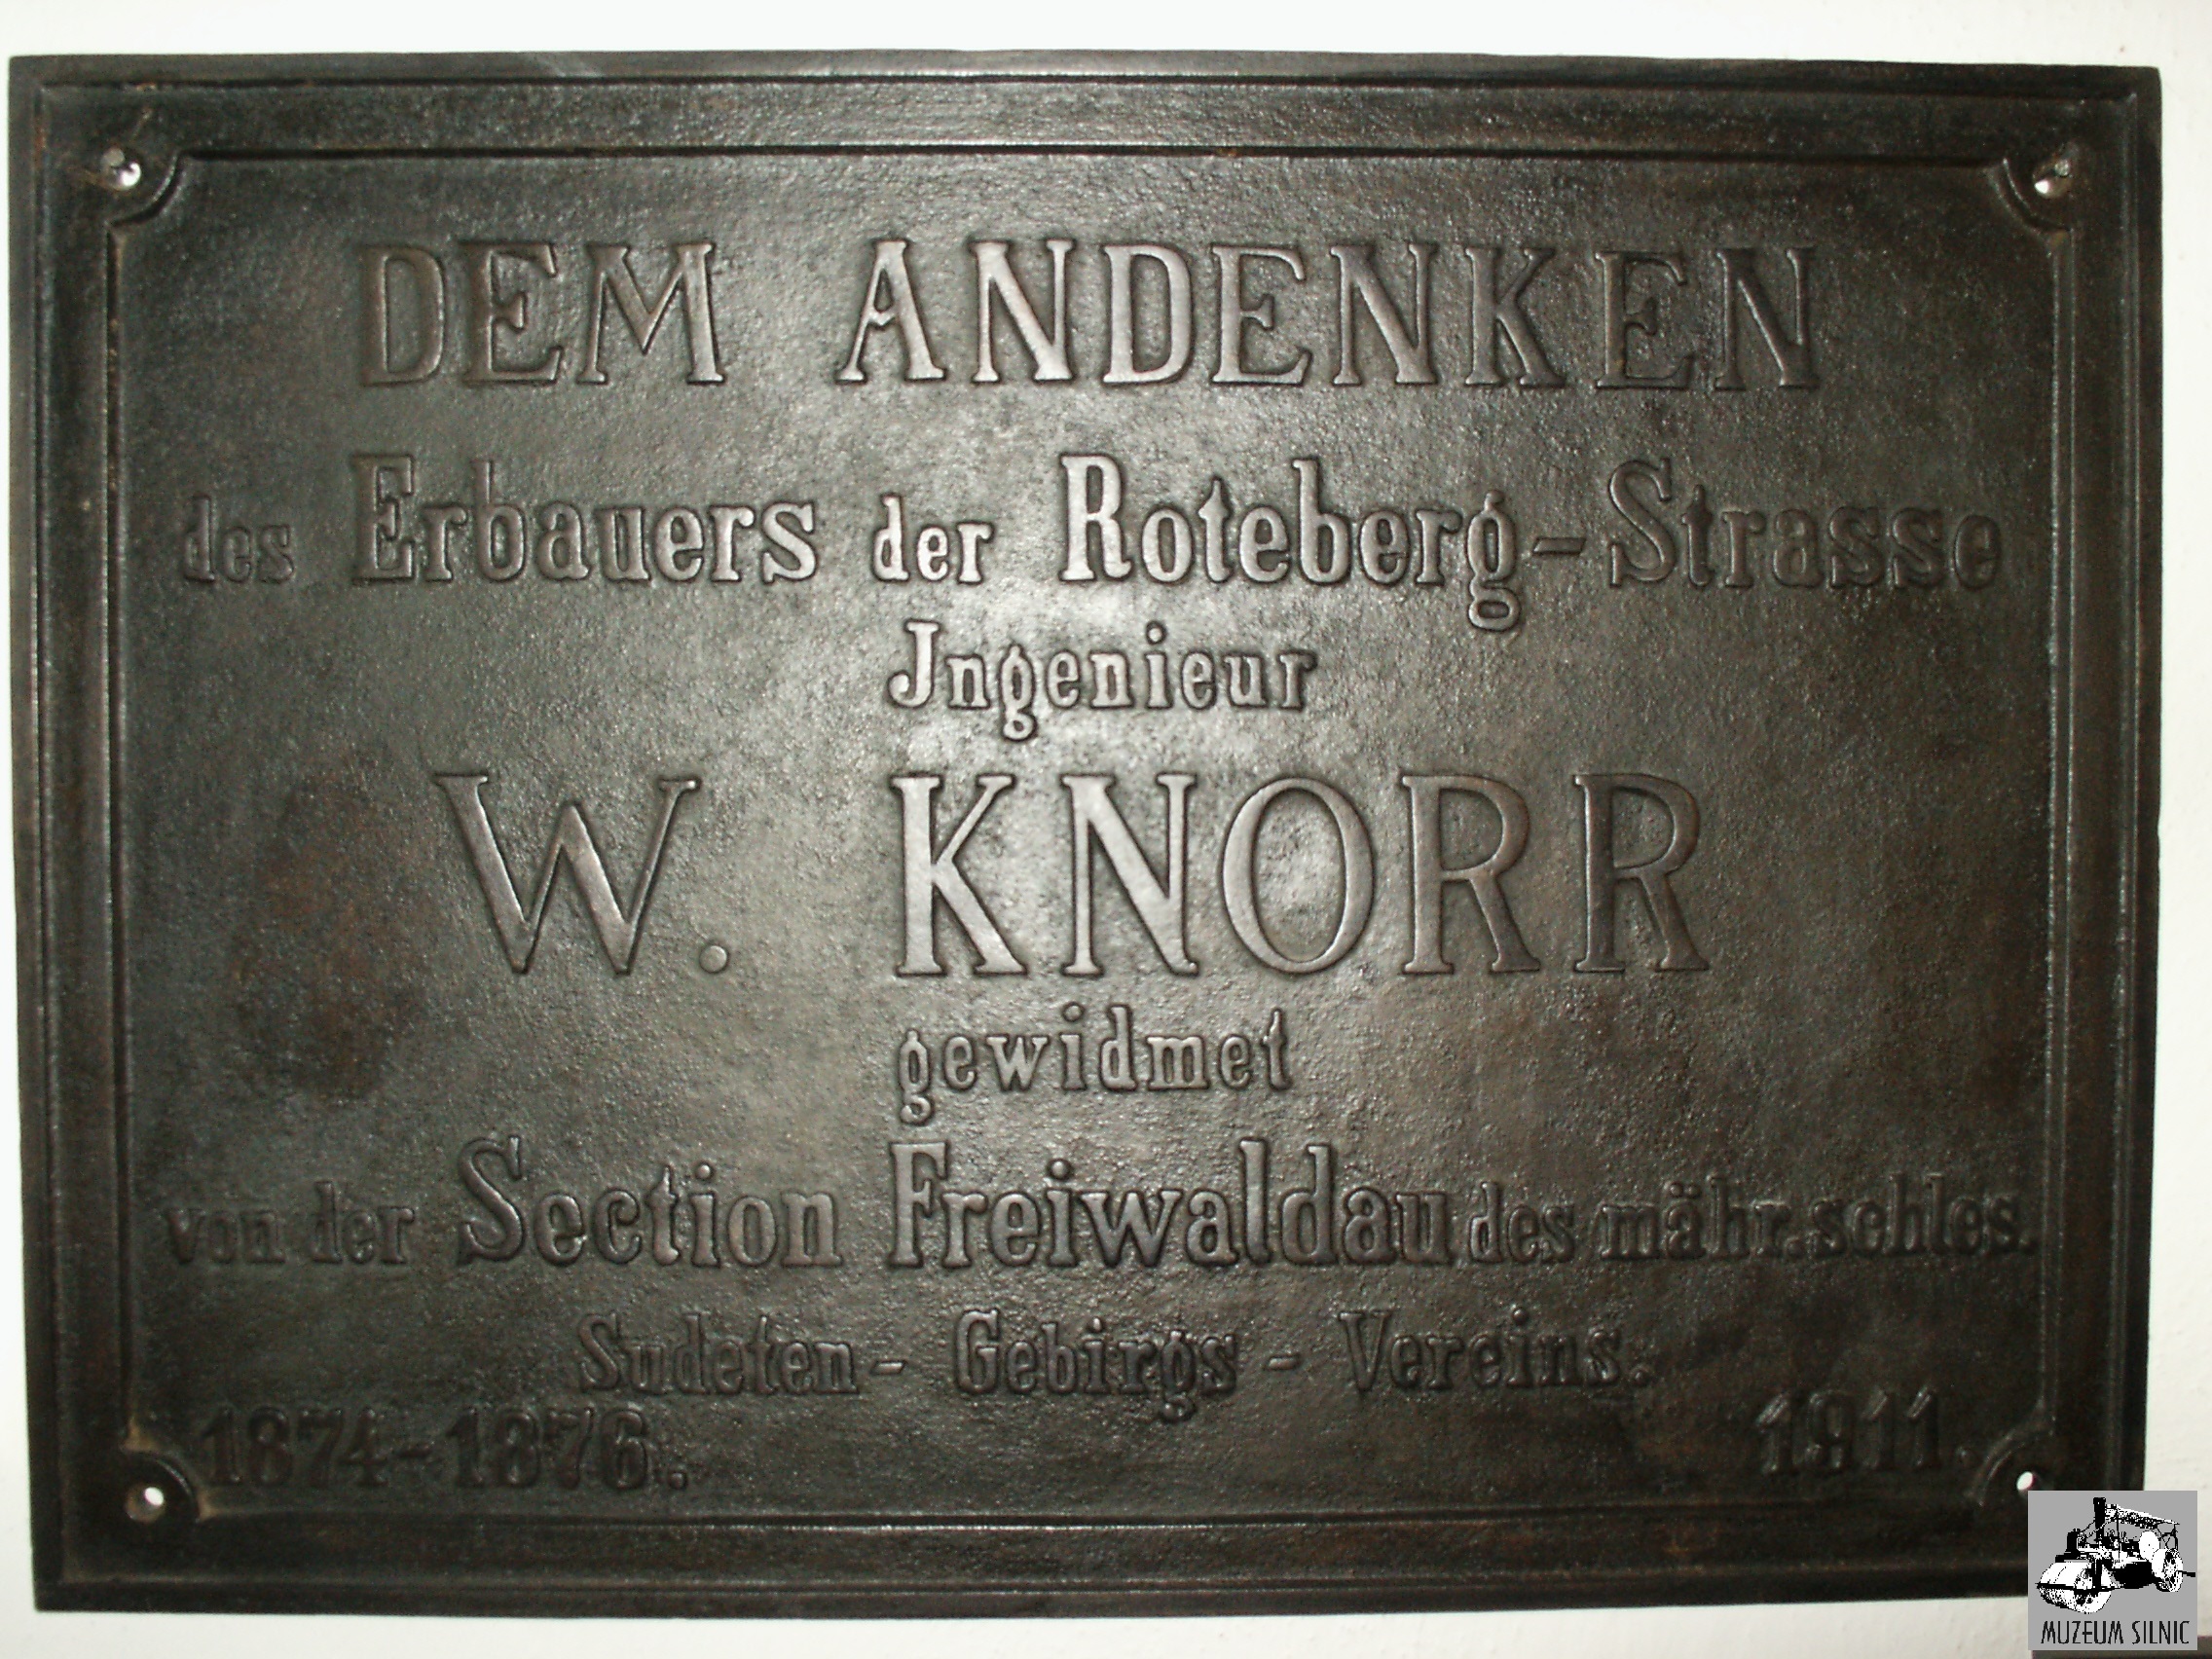 DEM ANDENKEN
des Erbauers der Roteberg-Strasse
Jngenieur
W. KNORR
gewidmet
von der Section Freiwaldau des mähr. schles.
Sudeten - Gebirgs - Vereins.
1874-1876.
1911.
MUZEUM SILNIC